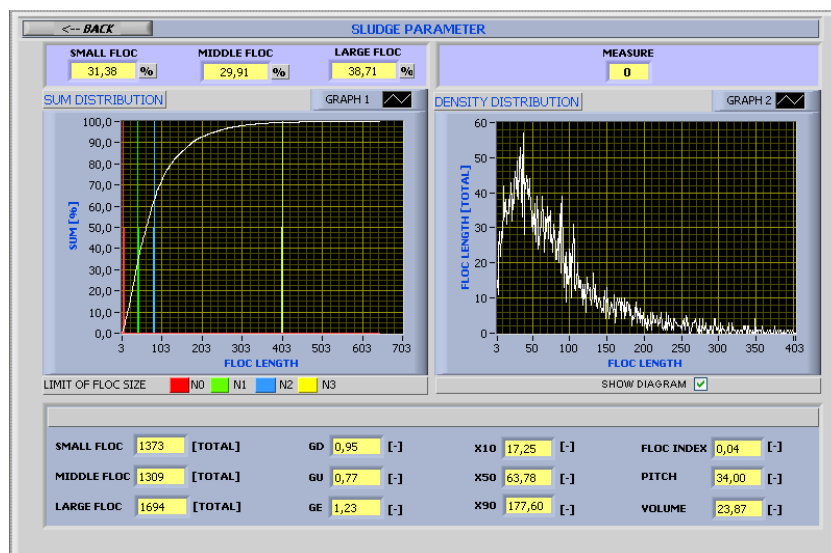 <-- BACK SLUDGE PARAMETER
SMALL FLOC MIDDLE FLOC LARGE FLOC
31,38 % 29,91 % 38,71 %
MEASURE
0
SUM DISTRIBUTION GRAPH 1
100,0
90,0
80,0
70,0
60,0
50,0
40,0
30,0
20,0
10,0
0,0
SUM [%]
3 103 203 303 403 503 603 703
FLOC LENGTH
LIMIT OF FLOC SIZE N0 N1 N2 N3
DENSITY DISTRIBUTION GRAPH 2
60
50
40
30
20
10
0
FLOC LENGTH [TOTAL]
3 50 100 150 200 250 300 350 403
FLOC LENGTH
SHOW DIAGRAM
SMALL FLOC 1373 [TOTAL] GD 0,95 [-] X10 17,25 [-] FLOC INDEX 0,04 [-]
MIDDLE FLOC 1309 [TOTAL] GU 0,77 [-] X50 63,78 [-] PITCH 34,00 [-]
LARGE FLOC 1694 [TOTAL] GE 1,23 [-] X90 177,60 [-] VOLUME 23,87 [-]